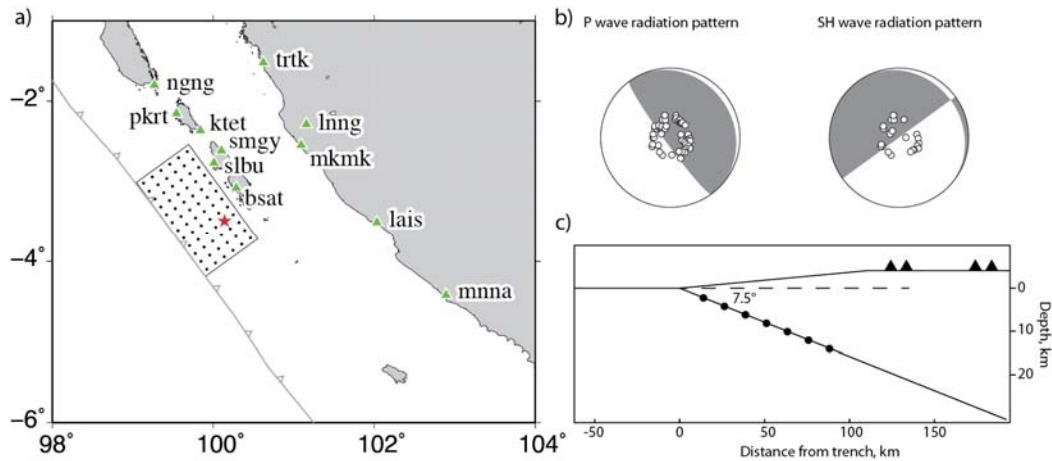 a)
trtk
ngng
−2°
pkrt
ktet
lnng
smgy
mkmk
slbu
bsat
lais
−4°
mnna
−6°
98°
100°
102°
104°
b)
P wave radiation pattern
SH wave radiation pattern
c)
7.5°
0
10
20
Depth, km
-50
0
50
100
150
Distance from trench, km